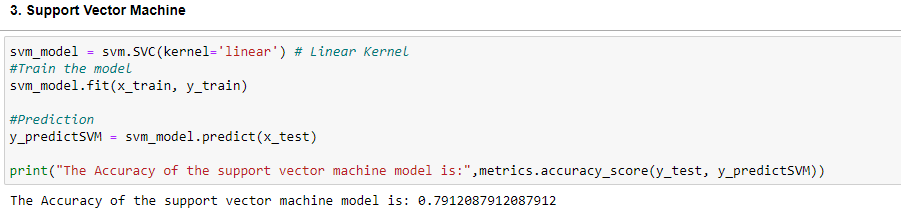 3. Support Vector Machine
svm_model = svm.SVC(kernel='linear') # Linear Kernel
#Train the model
svm_model.fit(x_train, y_train)
#Prediction
y_predictSVM = svm_model.predict(x_test)
print("The Accuracy of the support vector machine model is:",metrics.accuracy_score(y_test, y_predictSVM))
The Accuracy of the support vector machine model is: 0.7912087912087912